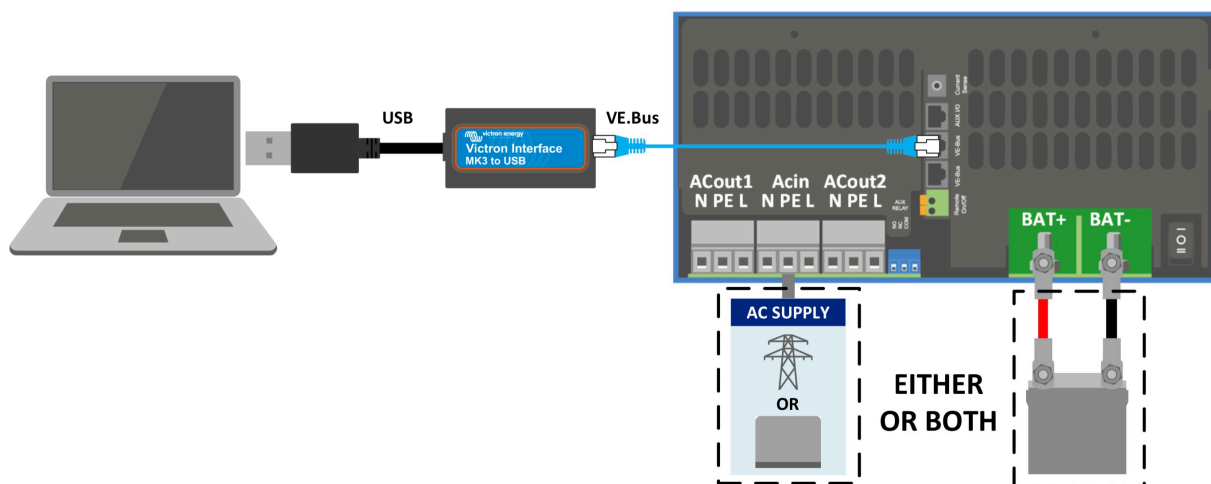 USB
victron energy
Victron Interface
MK3 to USB
VE.Bus
Current
Sense
AUX I/O
VE-Bus
VE-Bus
Remote
On/Off
ACout1
N PE L
Acin
N PE L
ACout2
N PE L
AUX
RELAY
NO
NC
COM
BAT+
BAT-
I
O
II
AC SUPPLY
OR
EITHER
OR BOTH